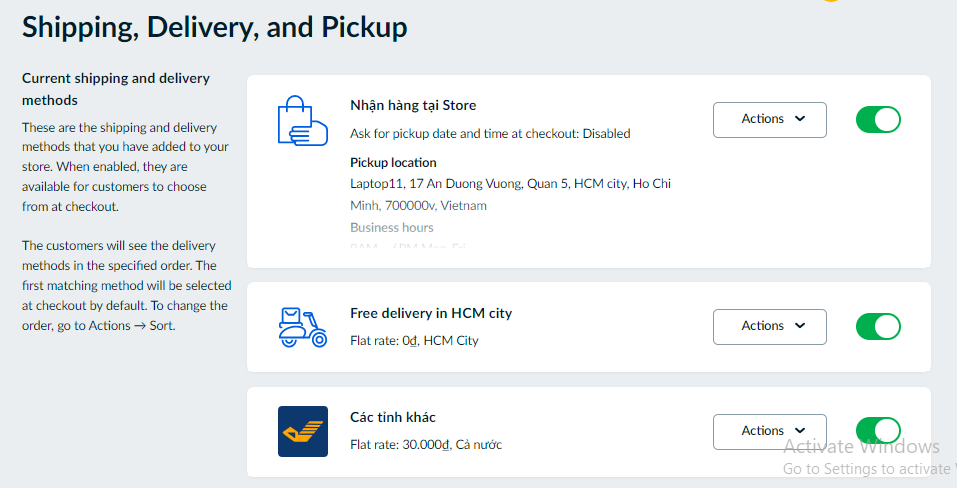 Shipping, Delivery, and Pickup
Current shipping and delivery
methods
These are the shipping and delivery
methods that you have added to your
store. When enabled, they are
available for customers to choose
from at checkout.
The customers will see the delivery
methods in the specified order. The
first matching method will be selected
at checkout by default. To change the
order, go to Actions → Sort.
Nhận hàng tại Store
Ask for pickup date and time at checkout: Disabled
Pickup location
Laptop11, 17 An Duong Vuong, Quan 5, HCM city, Ho Chi
Minh, 700000v, Vietnam
Business hours
Actions
Free delivery in HCM city
Flat rate: 0₫, HCM City
Actions
Các tỉnh khác
Flat rate: 30.000₫, Cả nước
Actions
Activate Windows
Go to Settings to activate